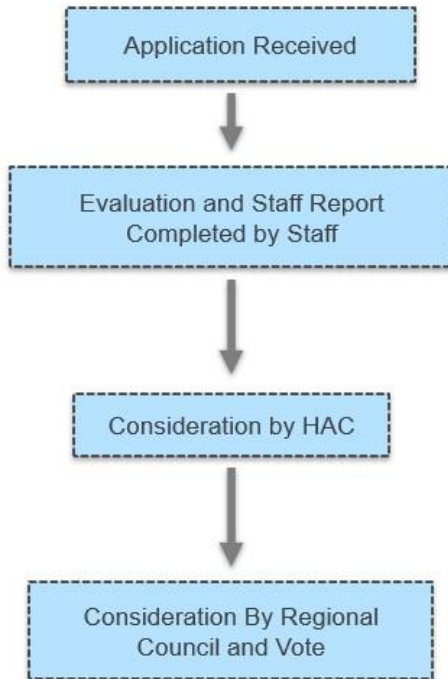 Application Received
Evaluation and Staff Report
Completed by Staff
Consideration by HAC
Consideration By Regional
Council and Vote